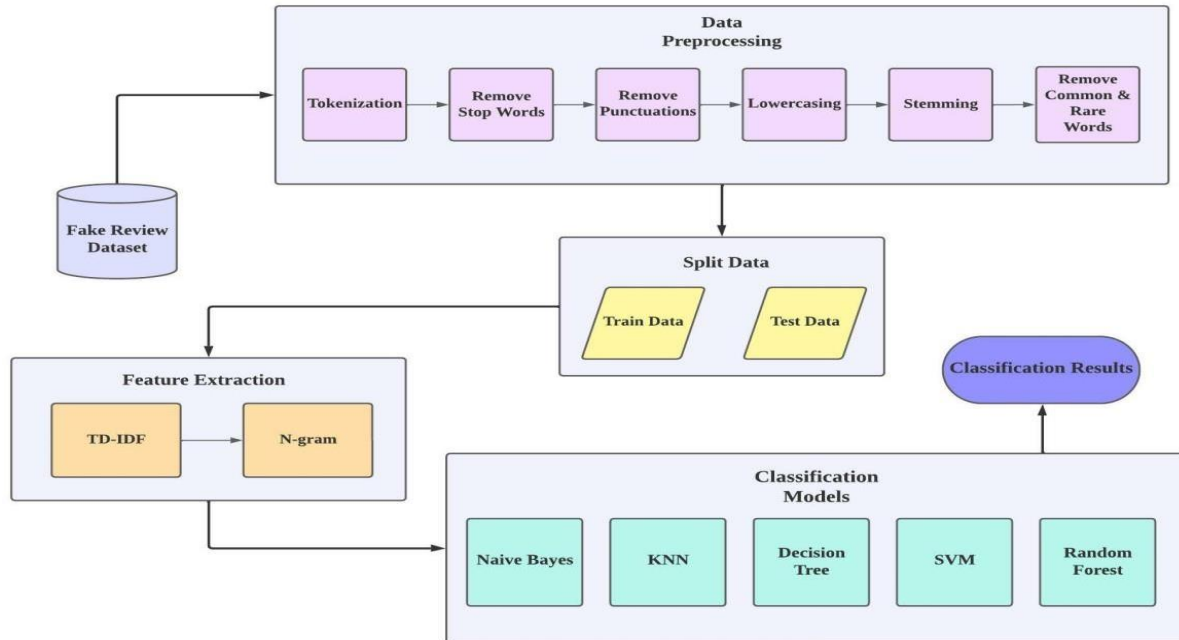 Data
Preprocessing
Tokenization
Remove
Stop Words
Remove
Punctuations
Lowercasing
Stemming
Remove
Common &
Rare
Words
Fake Review
Dataset
Split Data
Train Data
Test Data
Feature Extraction
TD-IDF
N-gram
Classification Results
Classification
Models
Naive Bayes
KNN
Decision
Tree
SVM
Random
Forest